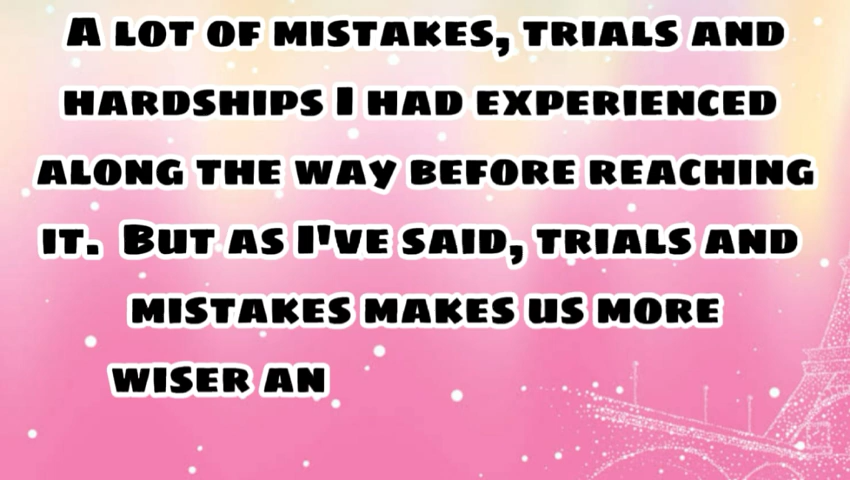 A LOT OF MISTAKES, TRIALS AND
HARDSHIPS I HAD EXPERIENCED
ALONG THE WAY BEFORE REACHING
IT. BUT AS I'VE SAID, TRIALS AND
MISTAKES MAKES US MORE
WISER AN